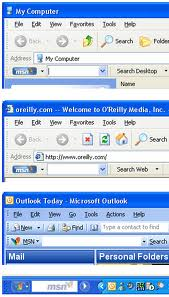 My Computer
File Edit View Favorites Tools Help
Back Search Folders
Address My Computer
msn Search Desktop
Name
oreilly.com -- Welcome to O'Reilly Media, Inc.
File Edit View Favorites Tools Help
Back
Address http://www.oreilly.com/
msn Search Web
Outlook Today - Microsoft Outlook
File Edit View Go Tools Actions Help
New Find Type a contact to find
MSN Search
Mail Personal Folders
msn